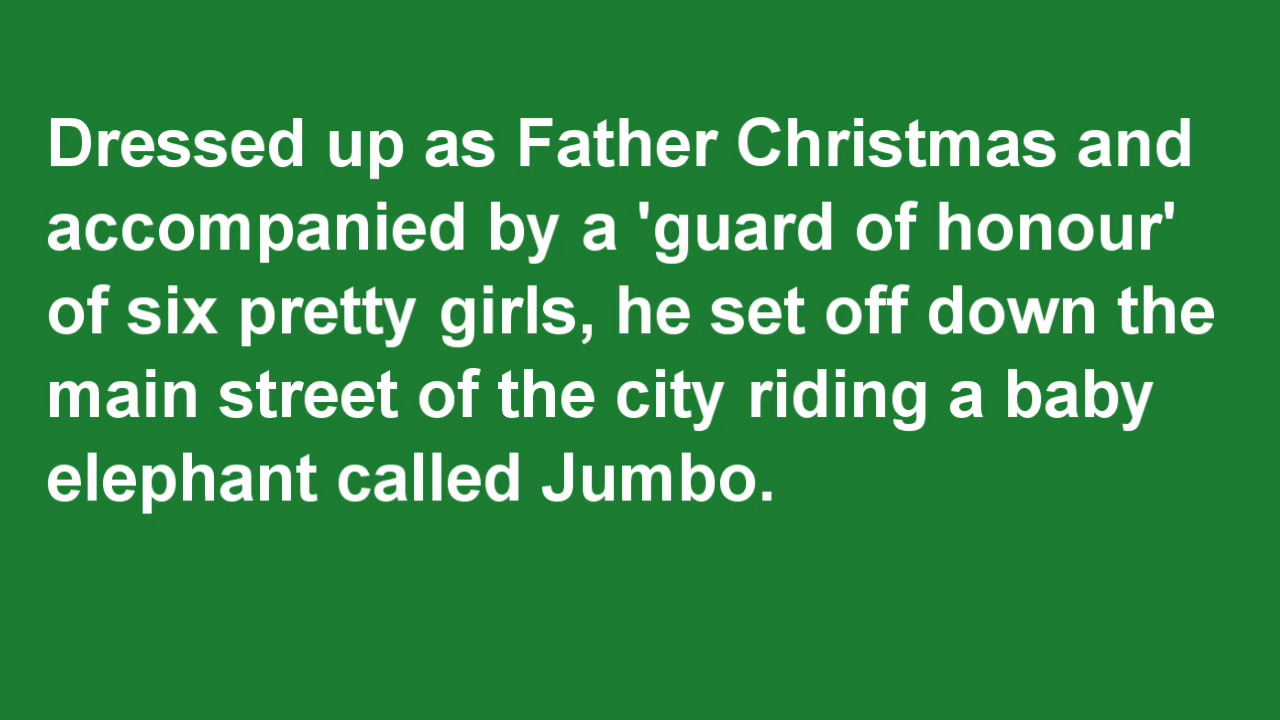 Dressed up as Father Christmas and
accompanied by a 'guard of honour'
of six pretty girls, he set off down the
main street of the city riding a baby
elephant called Jumbo.